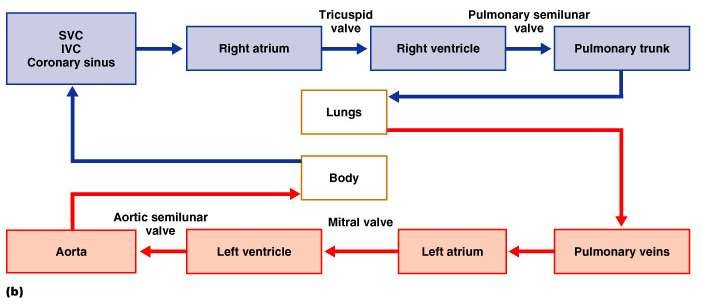 Tricuspid
valve
Pulmonary semilunar
valve
SVC
IVC
Coronary sinus
Right atrium
Right ventricle
Pulmonary trunk
Lungs
Body
Aortic semilunar
valve
Mitral valve
Aorta
Left ventricle
Left atrium
Pulmonary veins
(b)